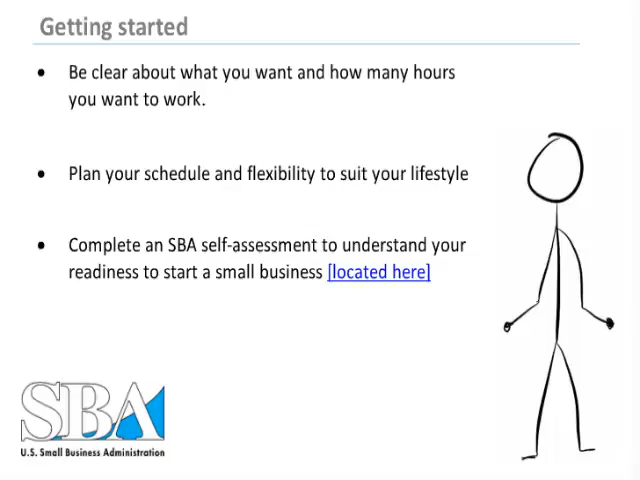 Getting started
• Be clear about what you want and how many hours
you want to work.
• Plan your schedule and flexibility to suit your lifestyle
• Complete an SBA self-assessment to understand your
readiness to start a small business [located here]
SBA
U.S. Small Business Administration